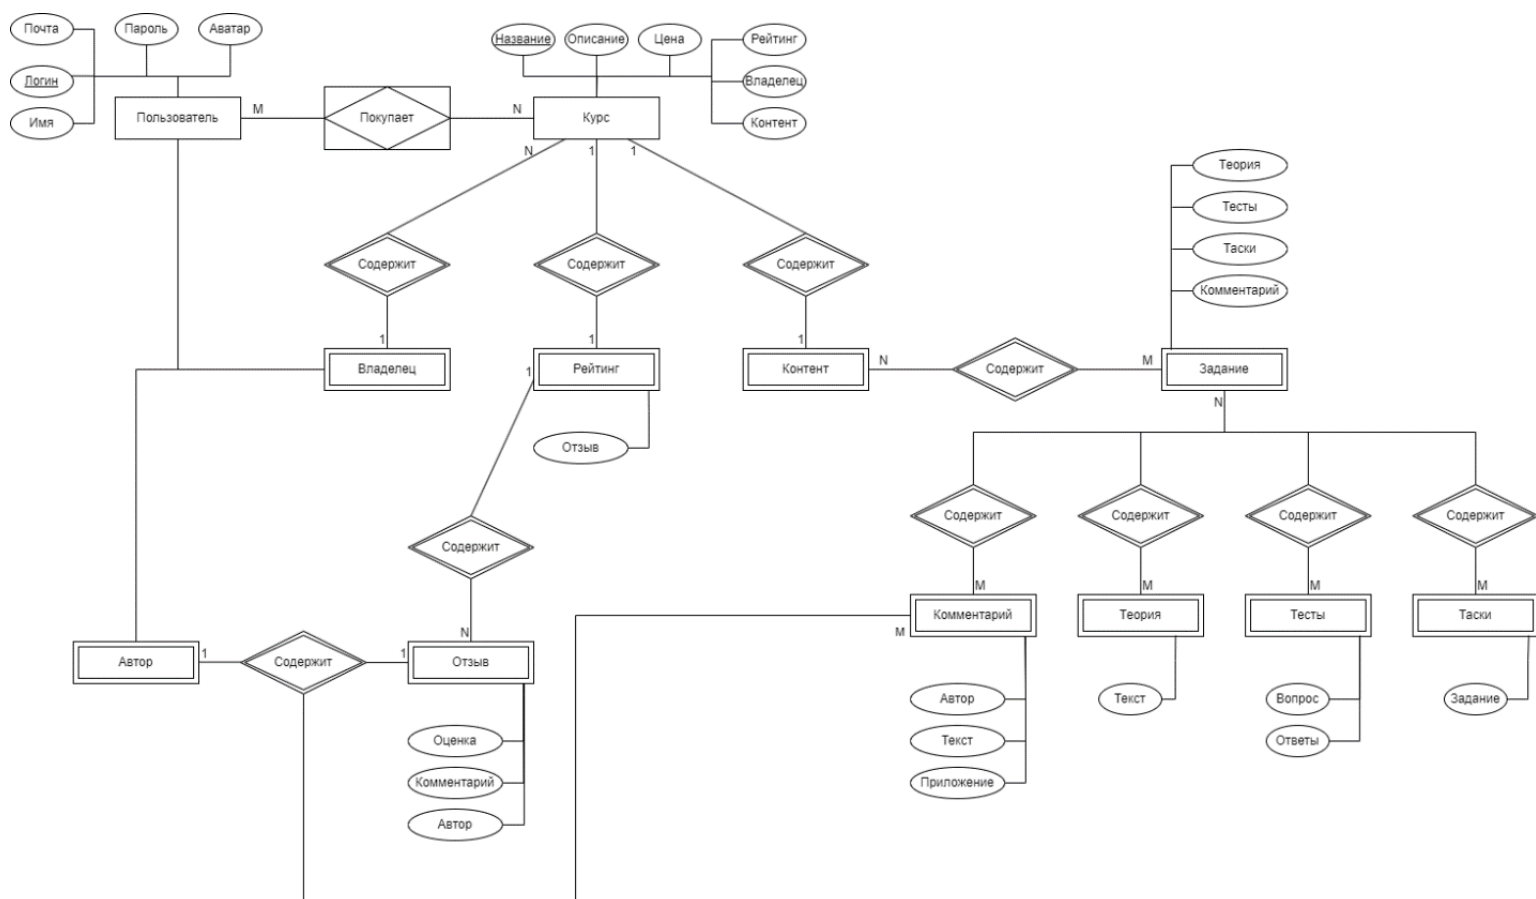 Почта
Пароль
Аватар
Название
Описание
Цена
Рейтинг
Логин
Владелец
Имя
Пользователь
M
Покупает
N
Курс
Контент
N
1
1
Теория
Тесты
Таски
Комментарий
Содержит
Содержит
Содержит
1
1
1
Владелец
1
Рейтинг
Контент
N
Содержит
M
Задание
N
Отзыв
Содержит
Содержит
Содержит
Содержит
Содержит
M
M
M
M
N
Комментарий
Теория
Тесты
Таски
M
Автор
1
Содержит
1
Отзыв
Автор
Текст
Вопрос
Задание
Оценка
Текст
Ответы
Комментарий
Приложение
Автор